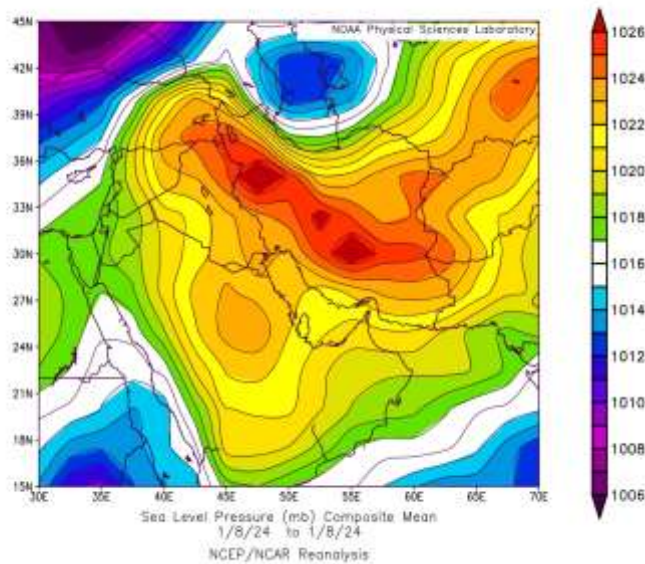 NOAA Physical Sciences Laboratory
45N
42N
39N
36N
33N
30N
27N
24N
21N
18N
15N
30E 35E 40E 45E 50E 55E 60E 65E 70E
1026
1024
1022
1020
1018
1016
1014
1012
1010
1008
1006
Sea Level Pressure (mb) Composite Mean
1/8/24 to 1/8/24
NCEP/NCAR Reanalysis